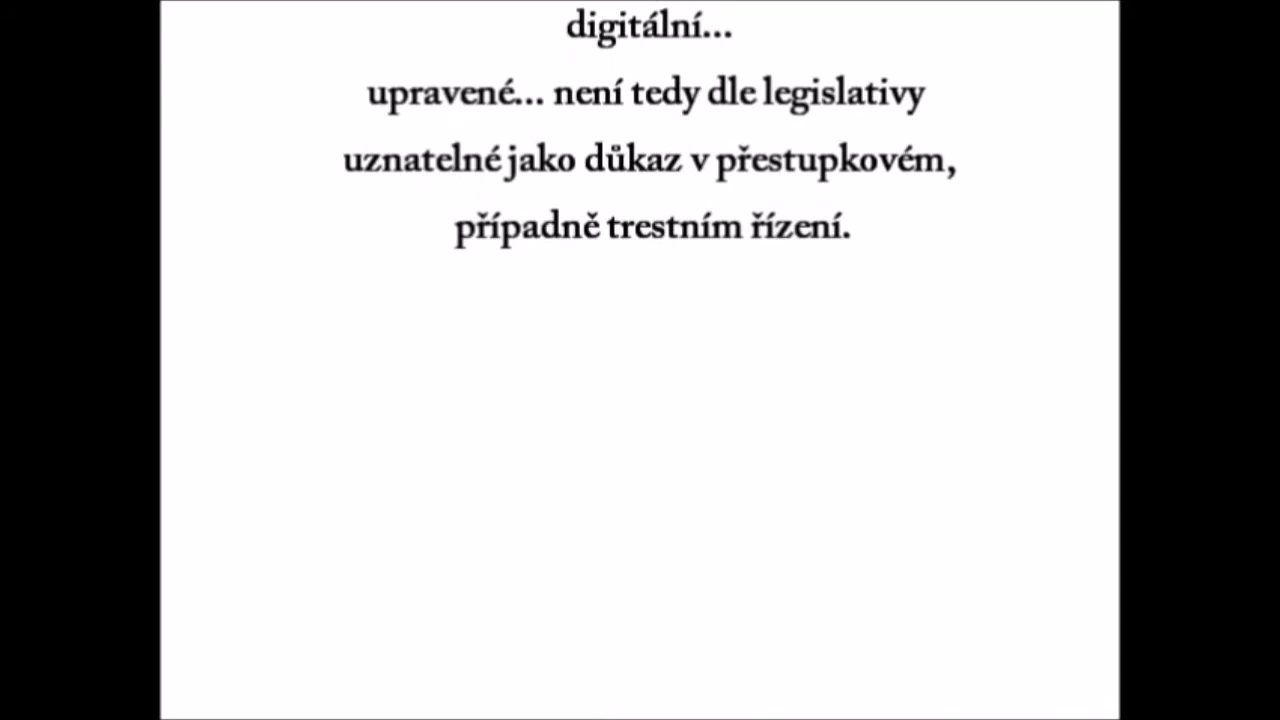 digitální...
upravené... není tedy dle legislativy
uznatelné jako důkaz v přestupkovém,
případně trestním řízení.